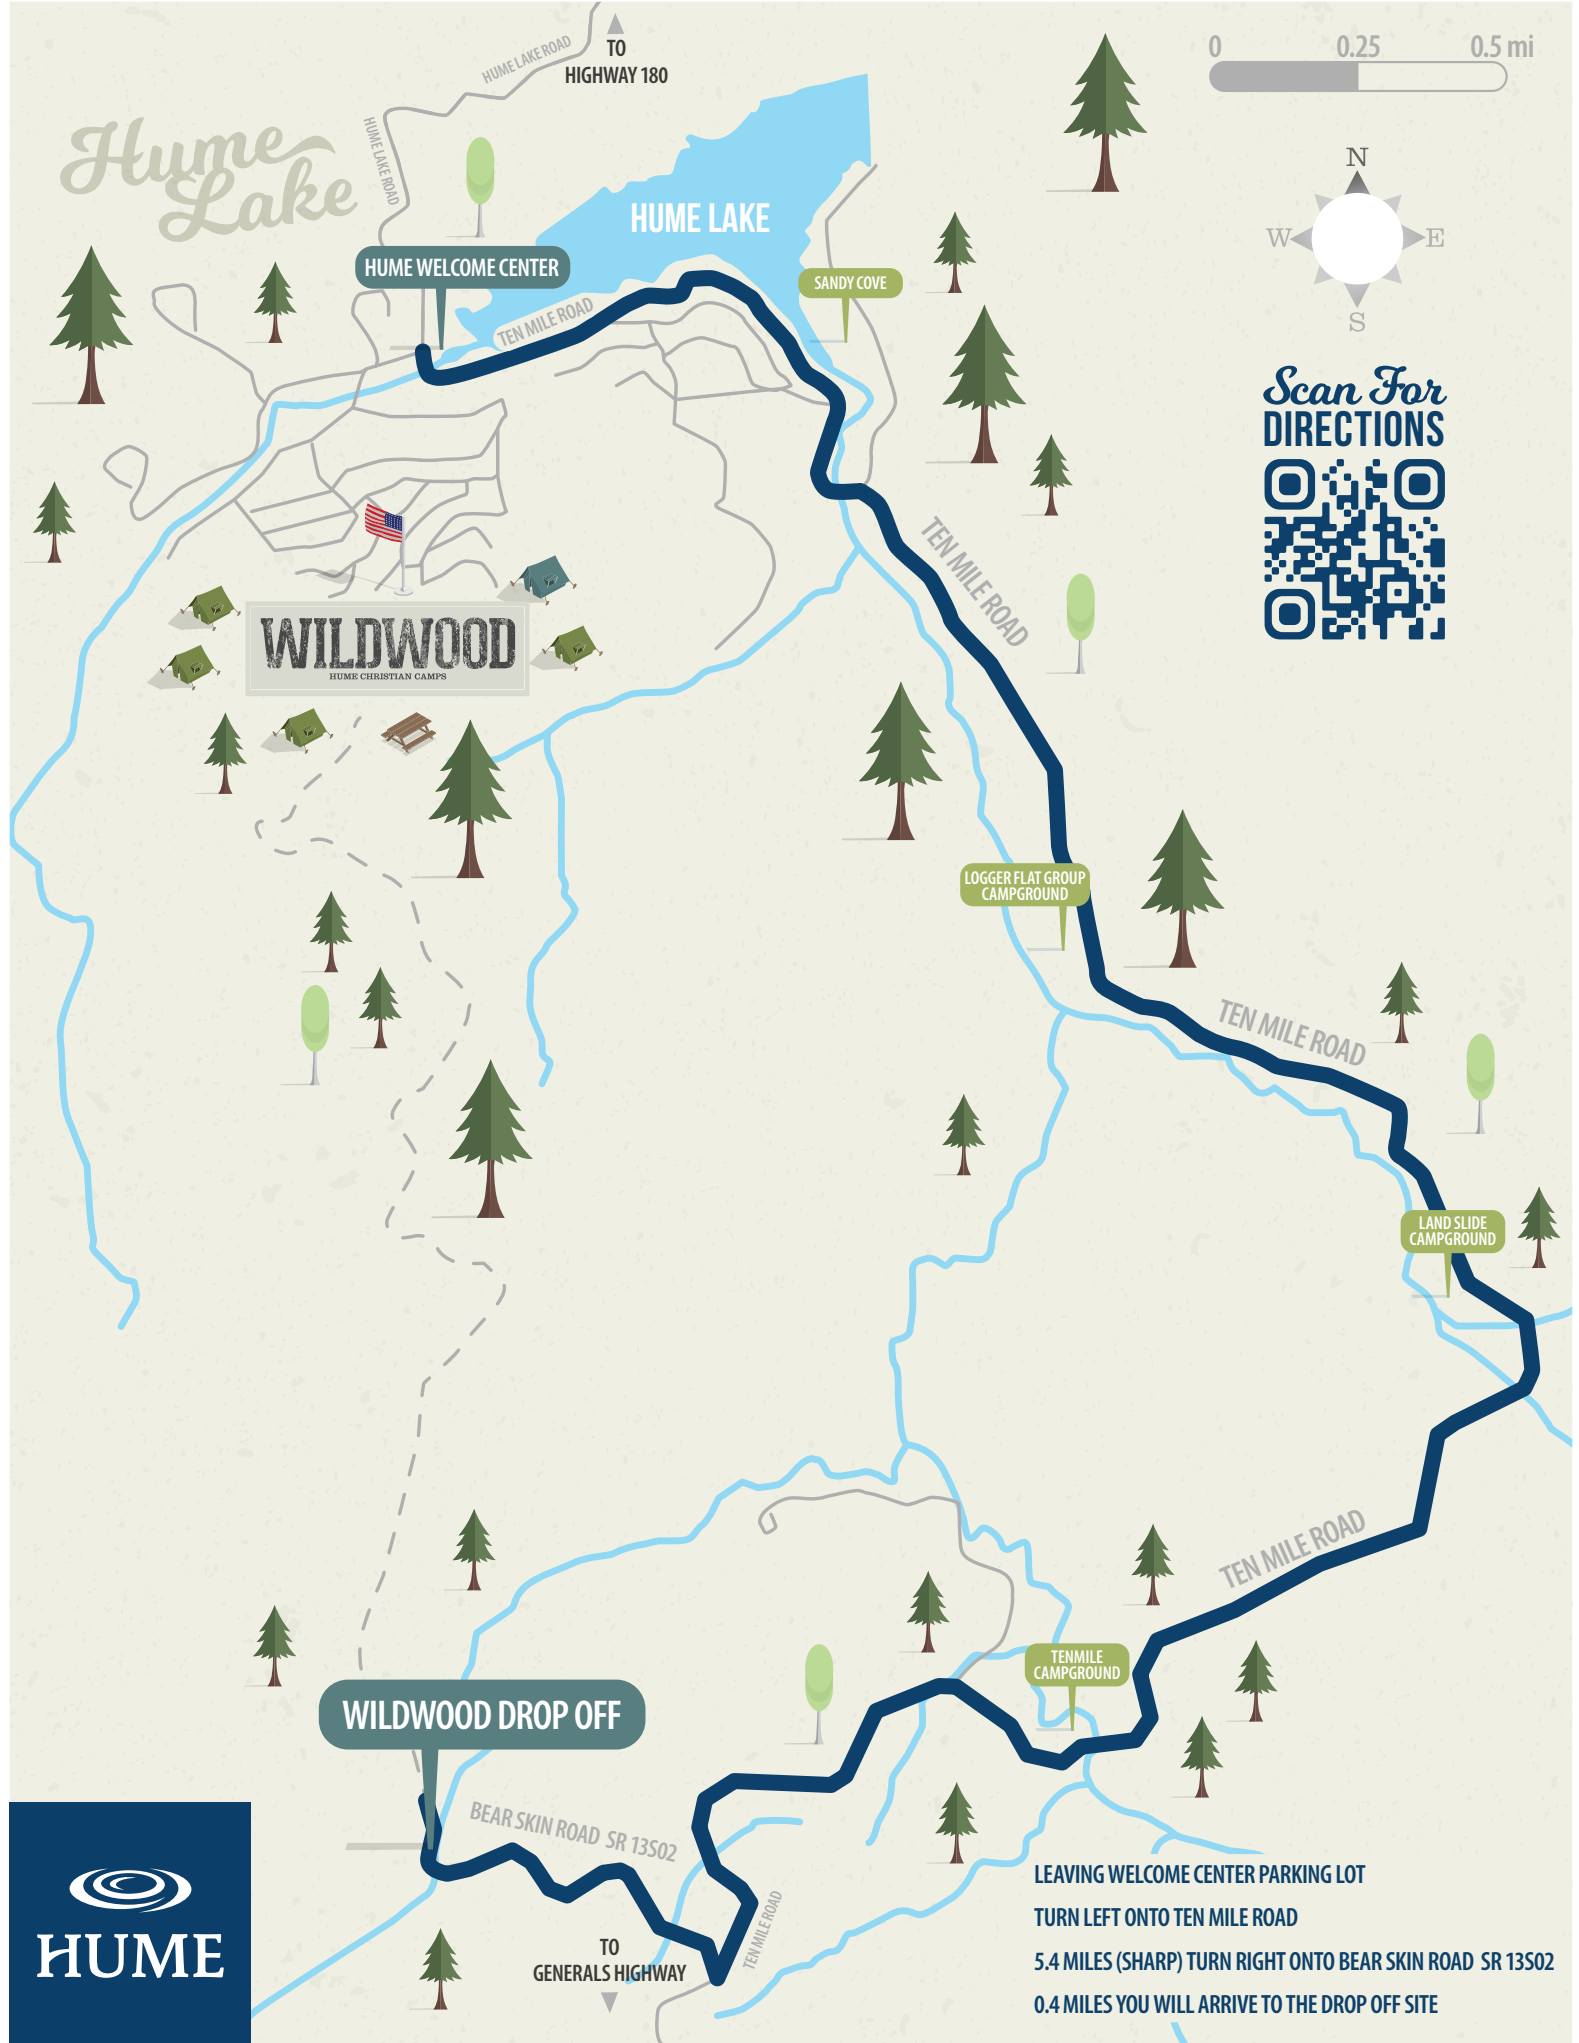 HUME LAKE ROAD
TO
HIGHWAY 180
0 0.25 0.5 mi
HUME LAKE ROAD
Hume
Lake
N
W E
S
HUME LAKE
HUME WELCOME CENTER
SANDY COVE
TEN MILE ROAD
Scan For
DIRECTIONS
TEN MILE ROAD
WILDWOOD
HUME CHRISTIAN CAMPS
LOGGER FLAT GROUP
CAMPGROUND
TEN MILE ROAD
LAND SLIDE
CAMPGROUND
TEN MILE ROAD
TENMILE
CAMPGROUND
WILDWOOD DROP OFF
BEAR SKIN ROAD SR 13S02
TEN MILE ROAD
TO
GENERALS HIGHWAY
HUME
LEAVING WELCOME CENTER PARKING LOT
TURN LEFT ONTO TEN MILE ROAD
5.4 MILES (SHARP) TURN RIGHT ONTO BEAR SKIN ROAD SR 13S02
0.4 MILES YOU WILL ARRIVE TO THE DROP OFF SITE